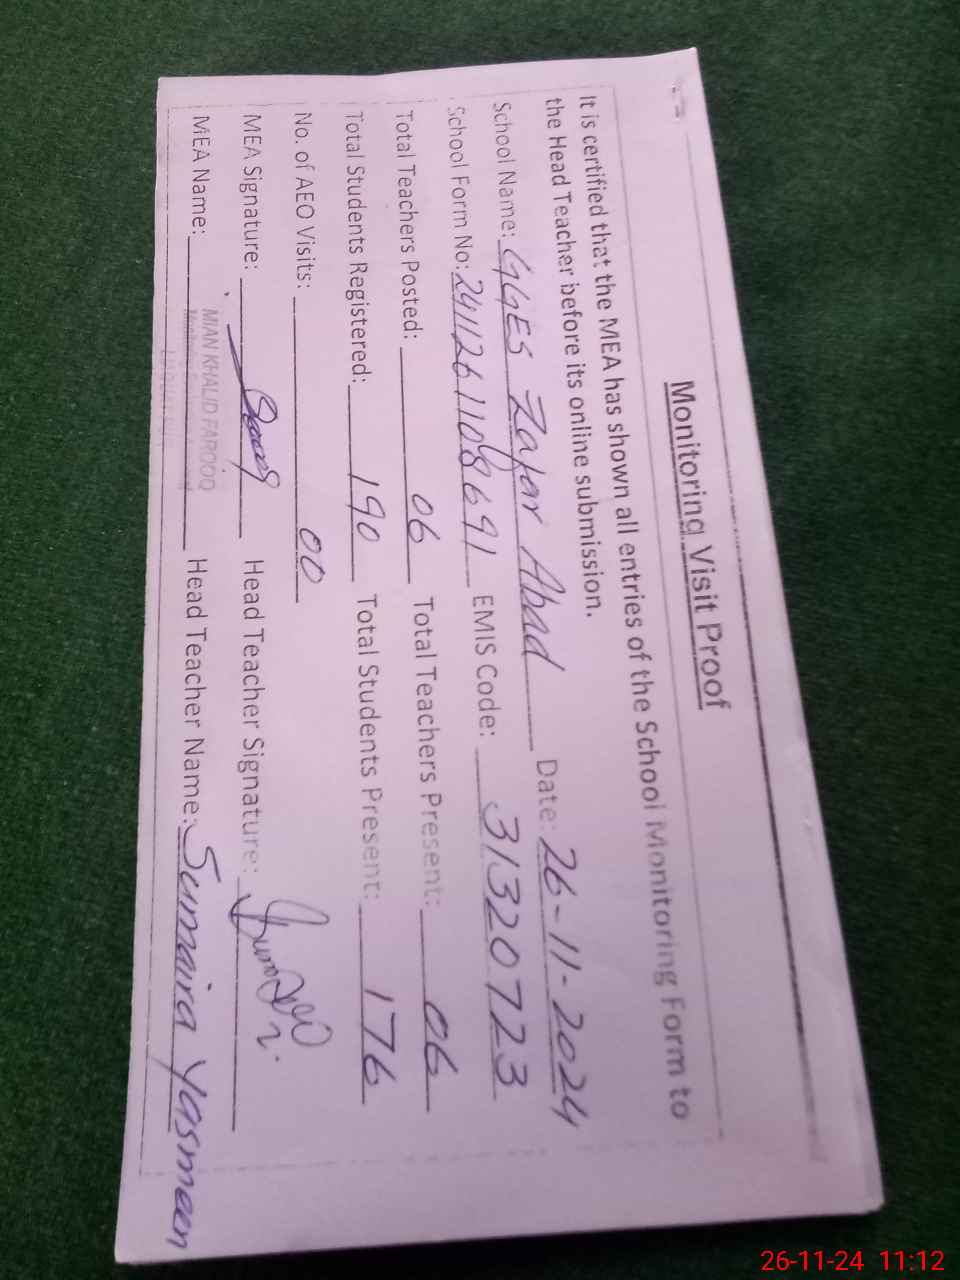 Monitoring Visit Proof
It is certified that the MEA has shown all entries of the School Monitoring Form to
the Head Teacher before its online submission.
School Name: GGES Zafar Abad Date: 26-11-2024
School Form No: 2411261108691 EMIS Code: 31320723
Total Teachers Posted: 06 Total Teachers Present: 06
Total Students Registered: 190 Total Students Present: 176
No. of AEO Visits: 00
MEA Signature: Head Teacher Signature:
MIAN KHALID FAROOQ
MEA Name: Head Teacher Name: Sumaira Yasmeen
26-11-24 11:12